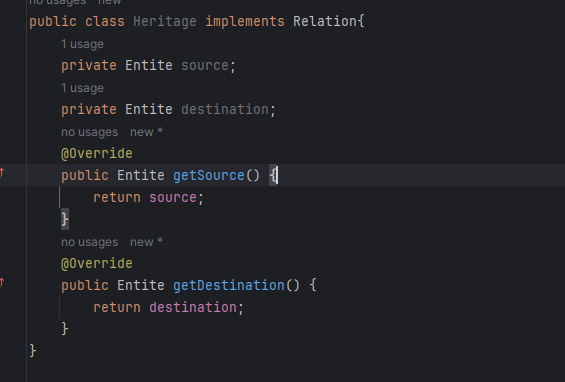 no usages new
public class Heritage implements Relation{
1 usage
private Entite source;
1 usage
private Entite destination;
no usages new *
@Override
public Entite getSource() {
return source;
}
no usages new *
@Override
public Entite getDestination() {
return destination;
}
}